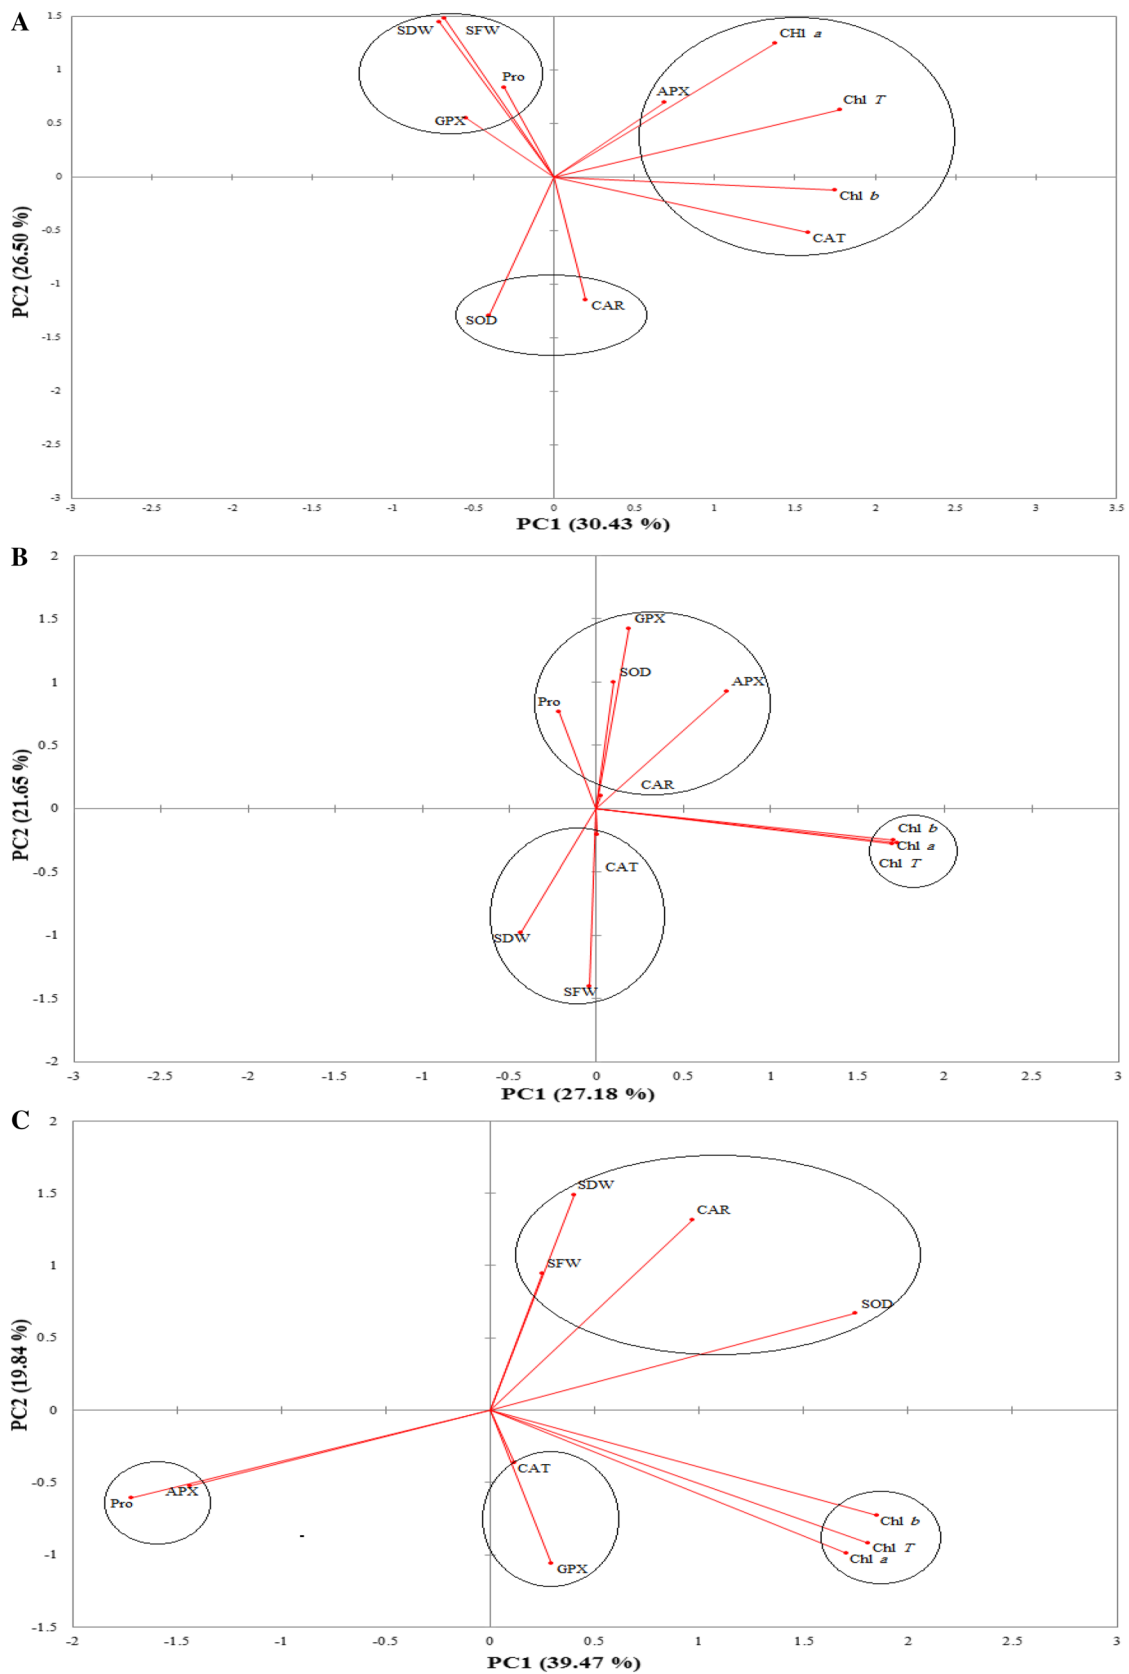 A
1.5
1
0.5
0
-0.5
-1
-1.5
-2
-2.5
-3
PC2 (26.50 %)
SDW
SFW
Pro
GPX
CHl a
APX
Chl T
Chl b
CAT
CAR
SOD
-3 -2.5 -2 -1.5 -1 -0.5 0 0.5 1 1.5 2 2.5 3 3.5
PC1 (30.43 %)
B
2
1.5
1
0.5
0
-0.5
-1
-1.5
-2
PC2 (21.65 %)
GPX
SOD
APX
Pro
CAR
Chl b
Chl a
Chl T
CAT
SDW
SFW
-3 -2.5 -2 -1.5 -1 -0.5 0 0.5 1 1.5 2 2.5 3
PC1 (27.18 %)
C
2
1.5
1
0.5
0
-0.5
-1
-1.5
PC2 (19.84 %)
SDW
CAR
SFW
SOD
CAT
APX
Pro
Chl b
Chl T
Chl a
GPX
-2 -1.5 -1 -0.5 0 0.5 1 1.5 2 2.5 3
PC1 (39.47 %)